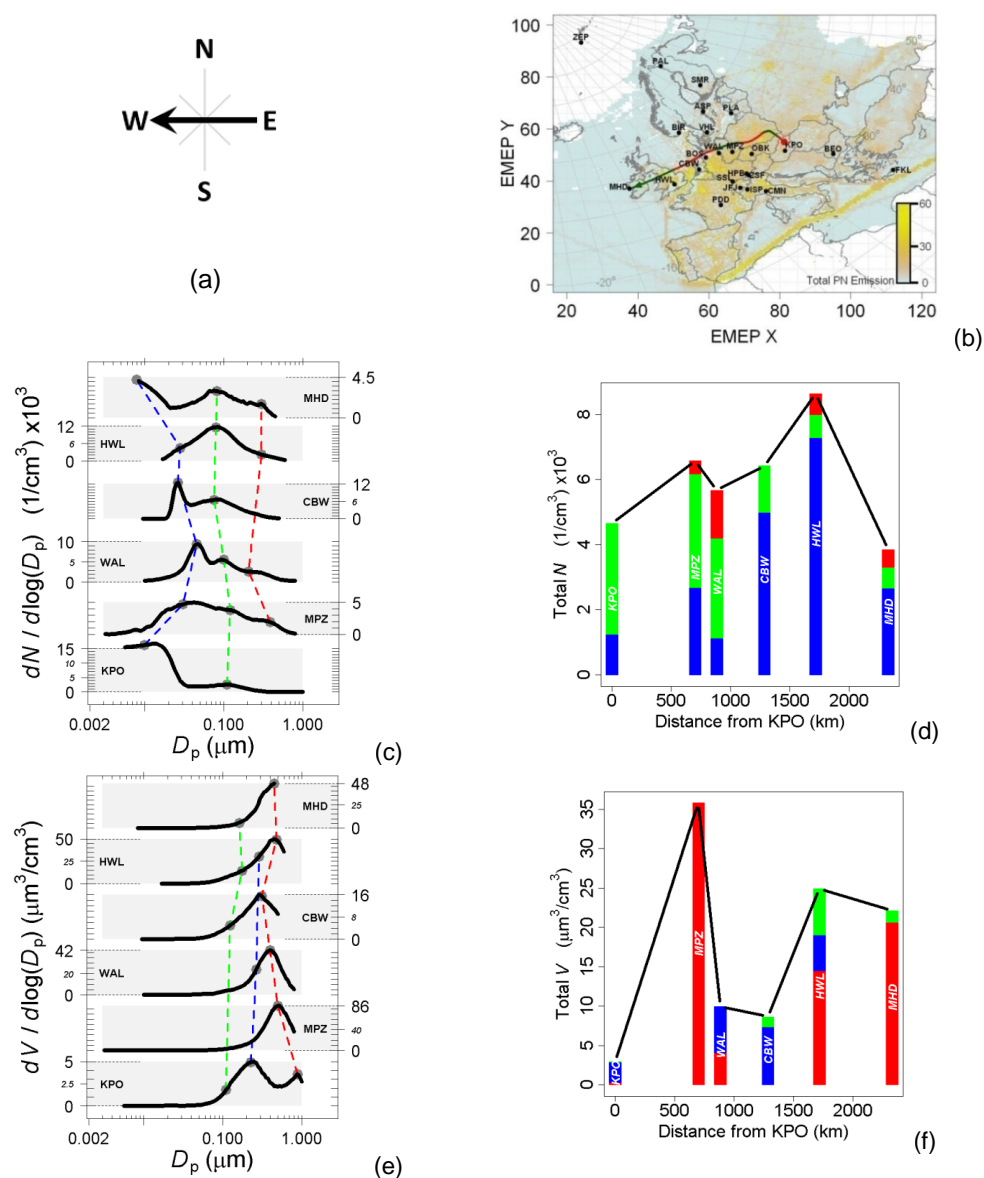 N
W E
S
(a)
EMEP Y
100
80
60
40
20
0
20 40 60 80 100 120
EMEP X
ZEP
PAL
SMR
ASP
PLA
BIR
VHL
WAL MPZ OBK KPO BEO
CBW
HWL
MHD
HPB
JFJ ISP CMN
PDD
FKL
50°
-10°
-20°
60
30
0
Total PN Emission
(b)
dN / dlog(Dp) (1/cm³) x10³
4.5
MHD
0
12
HWL 6
0
12
CBW 6
0
10
WAL 5
0
5
MPZ
0
15
KPO 10
5
0
0.002 0.100 1.000
Dp (μm)
(c)
Total N (1/cm³) x10³
8
6
4
2
0
KPO
MPZ
WAL
CBW
HWL
MHD
0 500 1000 1500 2000
Distance from KPO (km)
(d)
dV / dlog(Dp) (μm³/cm³)
48
MHD 25
0
50
HWL 25
0
16
CBW 8
0
42
WAL 20
0
86
MPZ 40
0
5
KPO 2.5
0
0.002 0.100 1.000
Dp (μm)
(e)
Total V (μm³/cm³)
35
30
25
20
15
10
5
0
KPO
MPZ
WAL
CBW
HWL
MHD
0 500 1000 1500 2000
Distance from KPO (km)
(f)